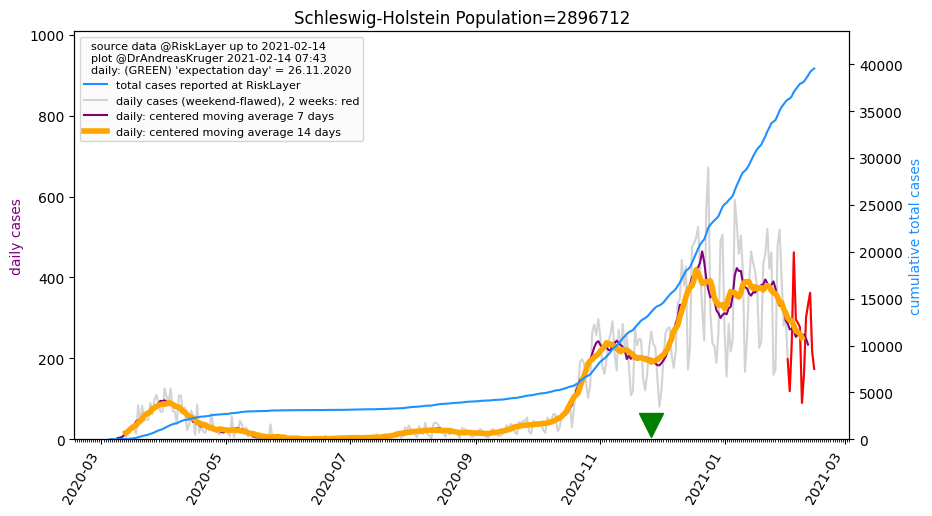 Schleswig-Holstein Population=2896712
source data @RiskLayer up to 2021-02-14
plot @DrAndreasKruger 2021-02-14 07:43
daily: (GREEN) 'expectation day' = 26.11.2020
total cases reported at RiskLayer
daily cases (weekend-flawed), 2 weeks: red
daily: centered moving average 7 days
daily: centered moving average 14 days
daily cases
1000
800
600
400
200
0
cumulative total cases
40000
35000
30000
25000
20000
15000
10000
5000
0
2020-03
2020-05
2020-07
2020-09
2020-11
2021-01
2021-03